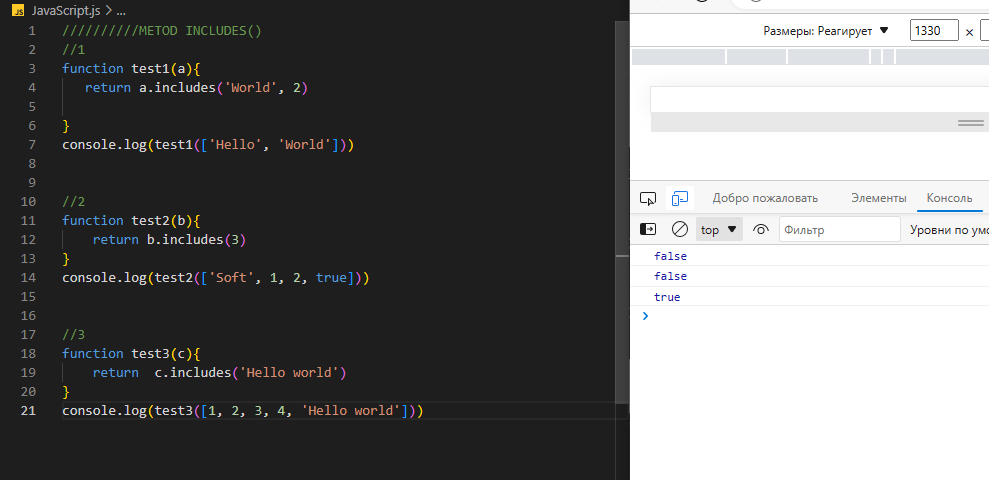 JS JavaScript.js > ...
1 //////////METOD INCLUDES()
2 //1
3 function test1(a){
4 return a.includes('World', 2)
5
6 }
7 console.log(test1(['Hello', 'World']))
8
9
10 //2
11 function test2(b){
12 return b.includes(3)
13 }
14 console.log(test2(['Soft', 1, 2, true]))
15
16
17 //3
18 function test3(c){
19 return  c.includes('Hello world')
20 }
21 console.log(test3([1, 2, 3, 4, 'Hello world']))
Размеры: Реагирует ▼ 1330 ×
Добро пожаловать Элементы Консоль
top ▼ Фильтр Уровни по умо
false
false
true
>